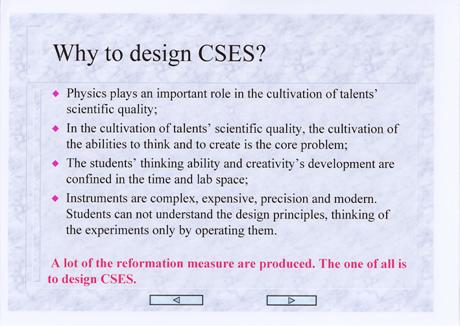 Why to design CSES?
Physics plays an important role in the cultivation of talents'
scientific quality;
In the cultivation of talents' scientific quality, the cultivation of
the abilities to think and to create is the core problem;
The students' thinking ability and creativity's development are
confined in the time and lab space;
Instruments are complex, expensive, precision and modern.
Students can not understand the design principles, thinking of
the experiments only by operating them.
A lot of the reformation measure are produced. The one of all is
to design CSES.